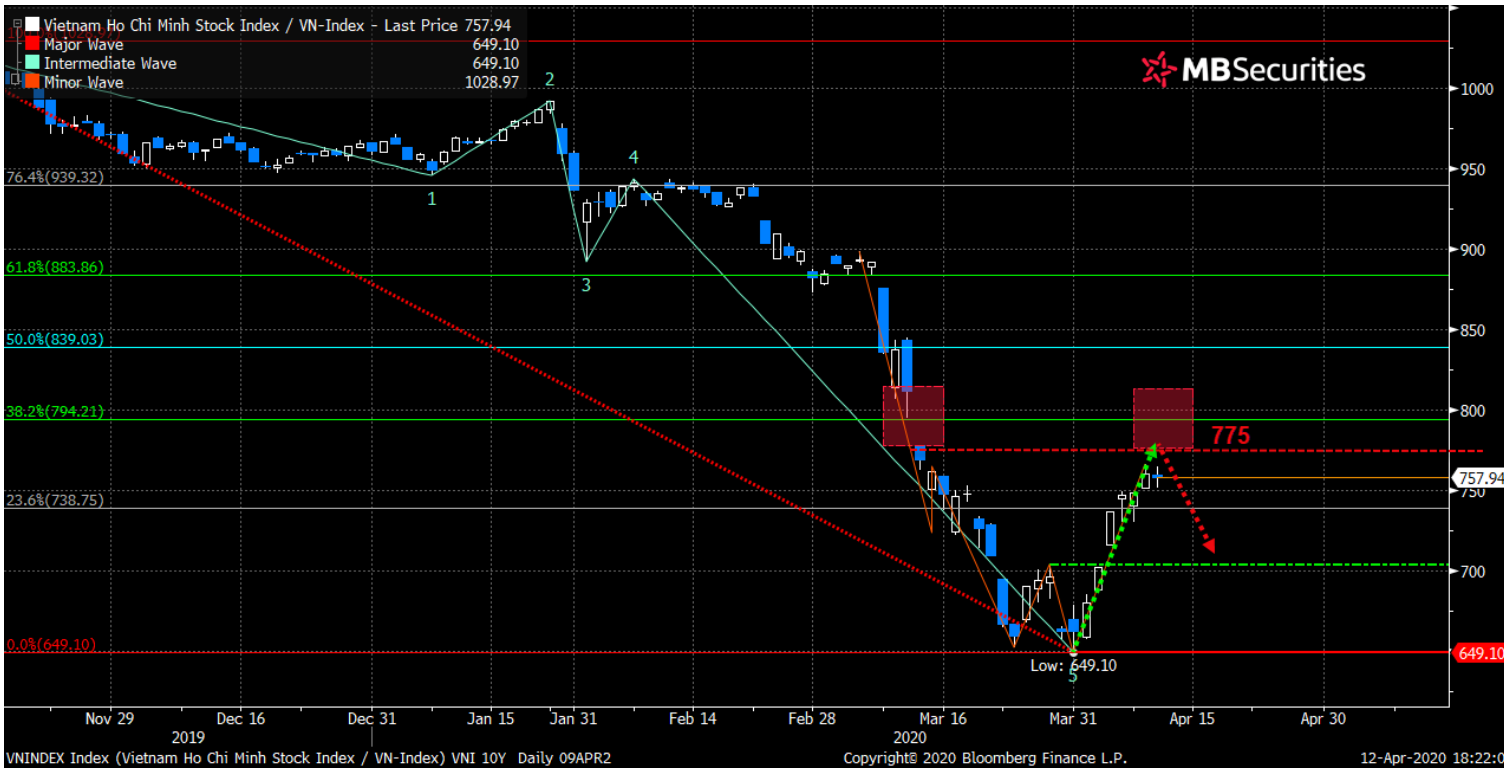 Vietnam Ho Chi Minh Stock Index / VN-Index - Last Price 757.94
Major Wave 649.10
Intermediate Wave 649.10
Minor Wave 1028.97
MBSecurities
1000
950
900
850
800
757.94
750
700
649.10
76.4%(939.32)
61.8%(883.86)
50.0%(839.03)
38.2%(794.21)
23.6%(738.75)
0.0%(649.10)
1
2
3
4
5
775
Low: 649.10
Nov 29 Dec 16 Dec 31 Jan 15 Jan 31 Feb 14 Feb 28 Mar 16 Mar 31 Apr 15 Apr 30
2019 2020
VNINDEX Index (Vietnam Ho Chi Minh Stock Index / VN-Index) VNI 10Y Daily 09APR2 Copyright© 2020 Bloomberg Finance L.P. 12-Apr-2020 18:22:0